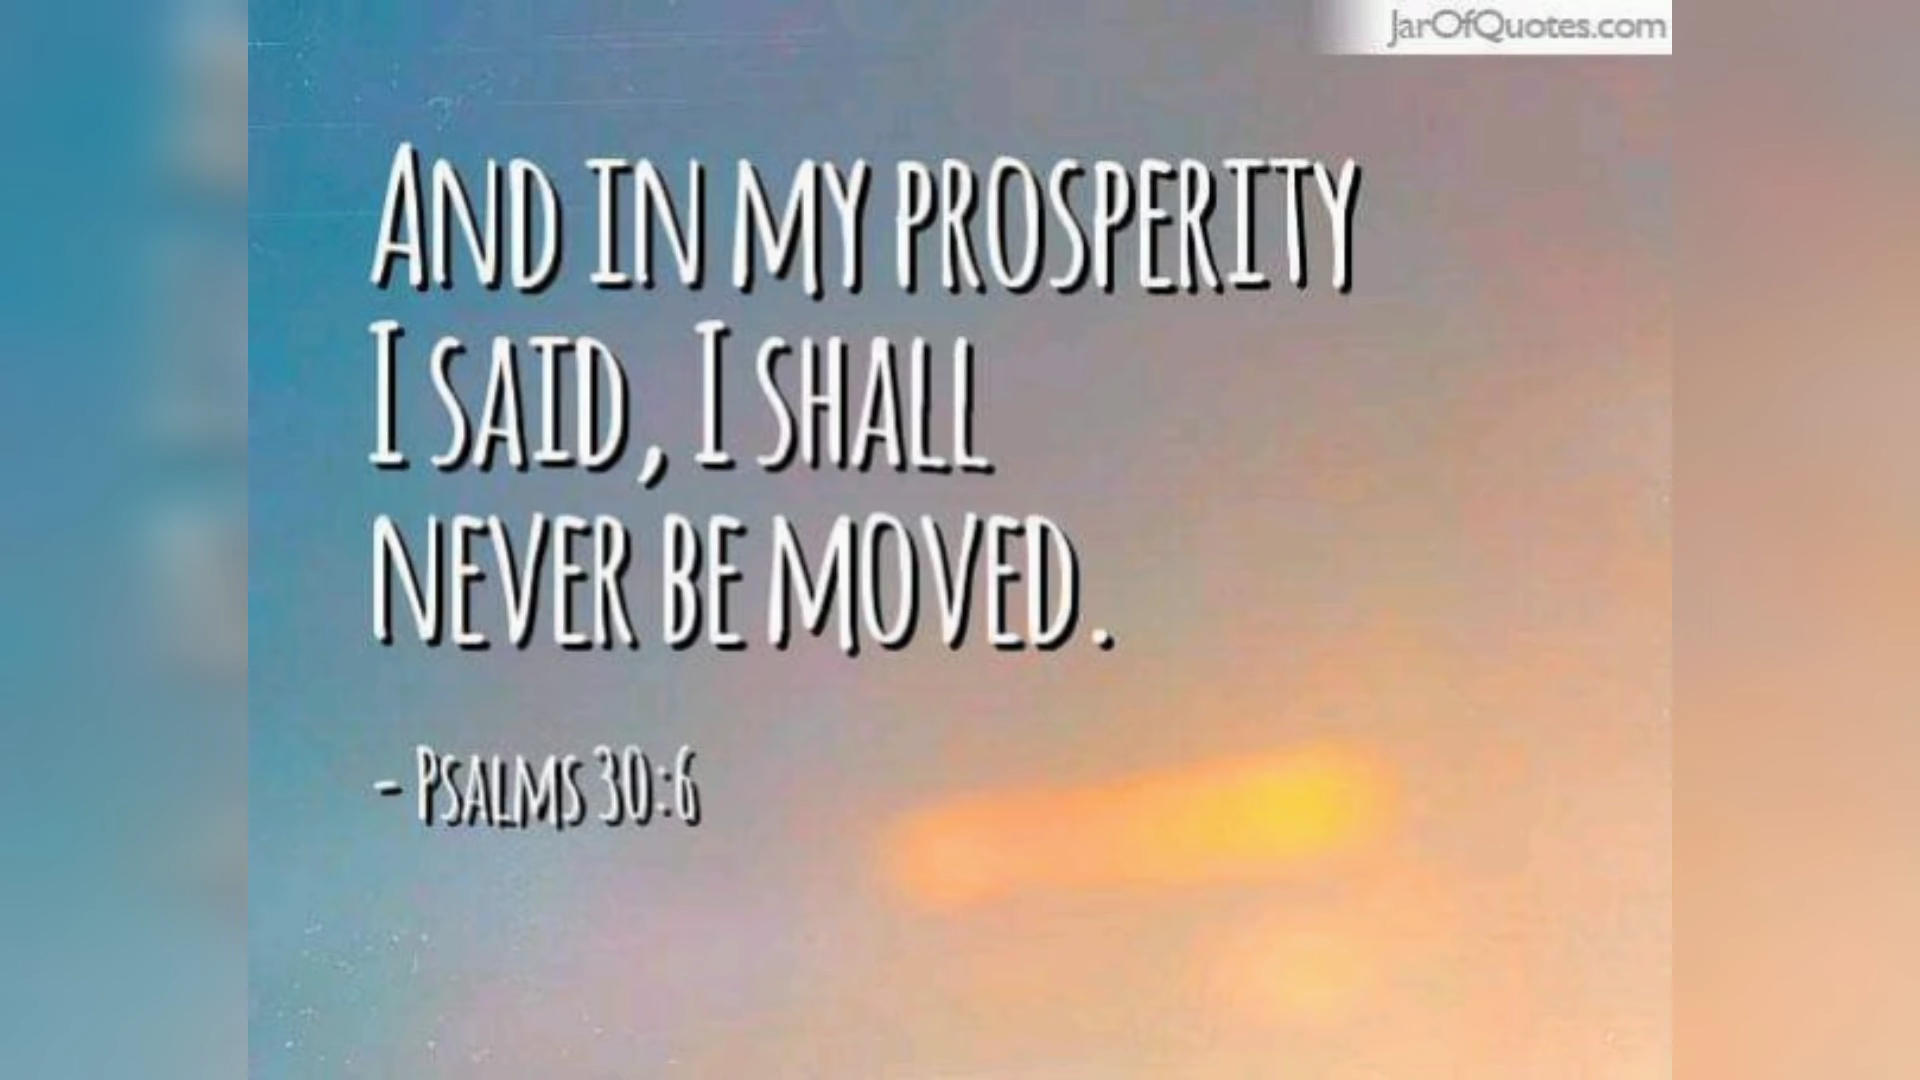 JarOfQuotes.com
AND IN MY PROSPERITY
I SAID, I SHALL
NEVER BE MOVED.
- PSALMS 30:6